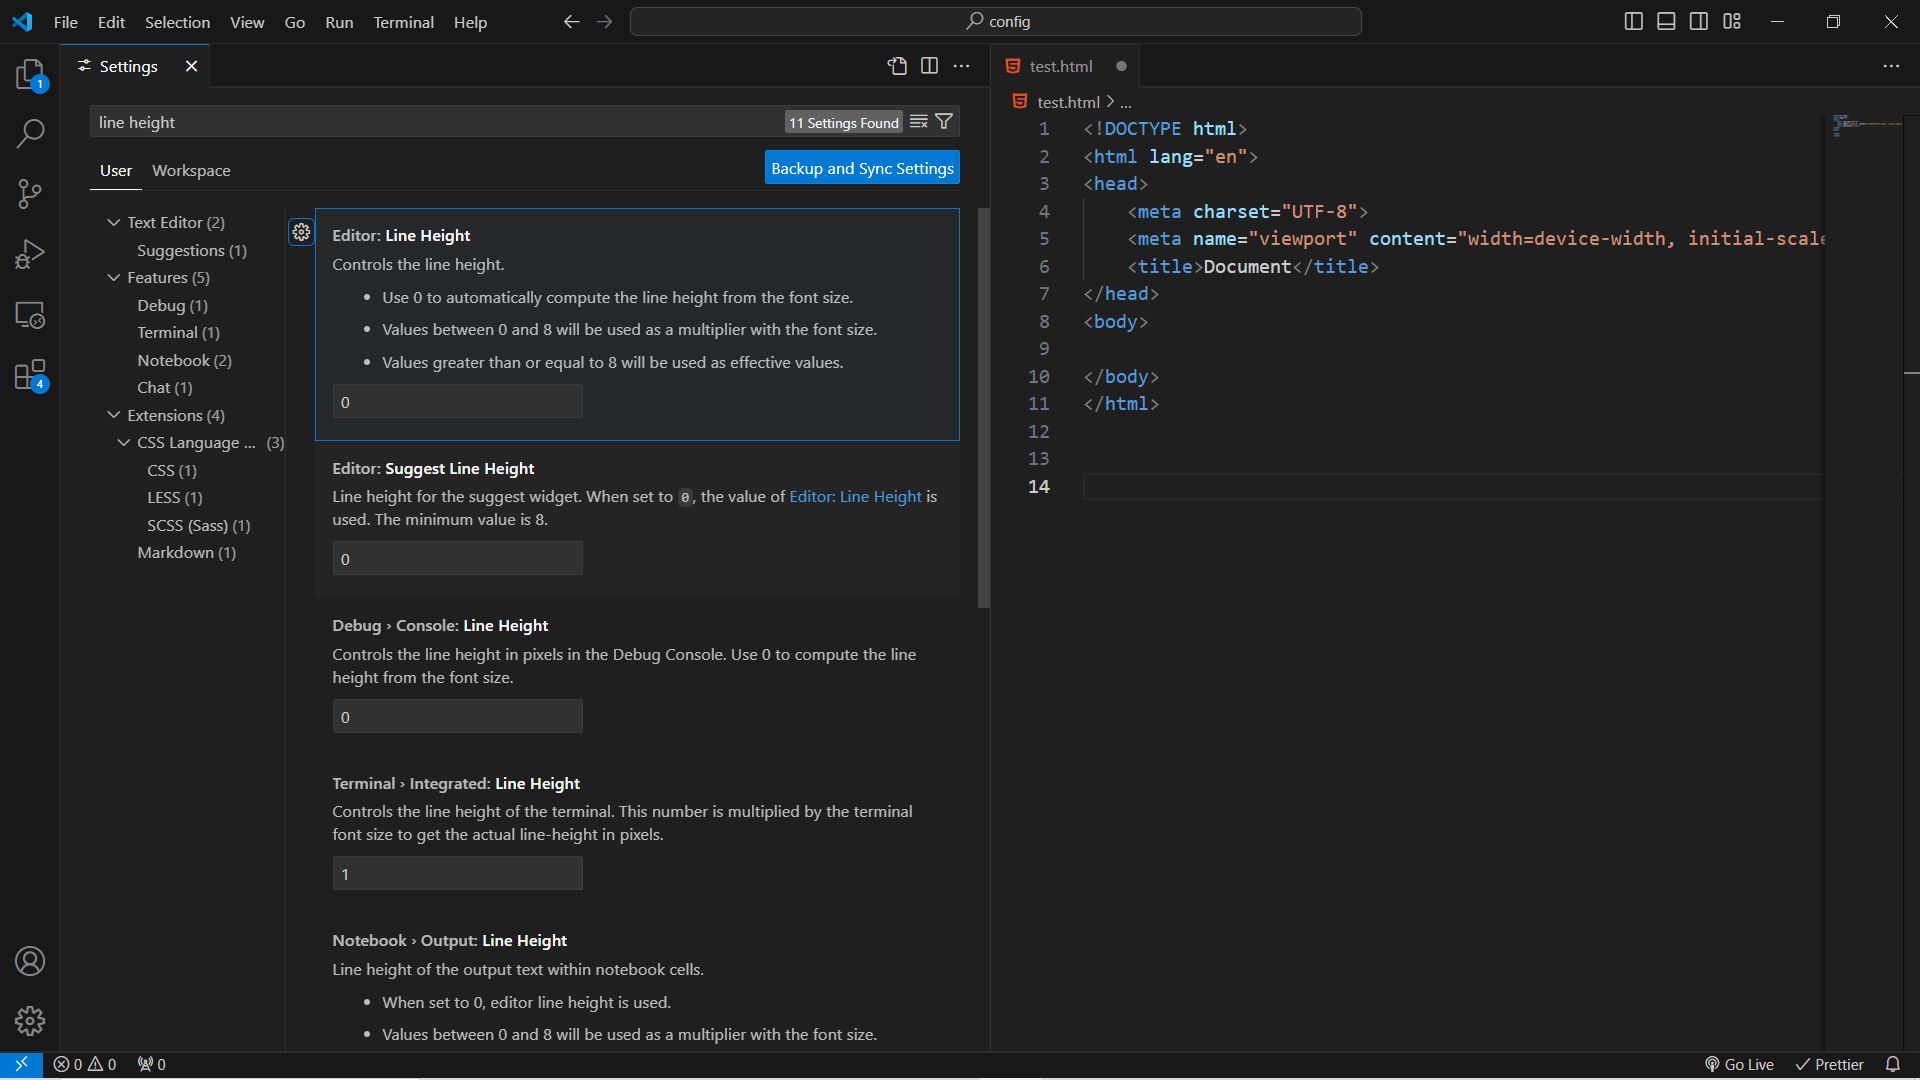 File Edit Selection View Go Run Terminal Help
config
1
4
Settings
line height
11 Settings Found
User Workspace
Backup and Sync Settings
Text Editor (2)
Suggestions (1)
Features (5)
Debug (1)
Terminal (1)
Notebook (2)
Chat (1)
Extensions (4)
CSS Language ... (3)
CSS (1)
LESS (1)
SCSS (Sass) (1)
Markdown (1)
Editor: Line Height
Controls the line height.
• Use 0 to automatically compute the line height from the font size.
• Values between 0 and 8 will be used as a multiplier with the font size.
• Values greater than or equal to 8 will be used as effective values.
0
Editor: Suggest Line Height
Line height for the suggest widget. When set to 0, the value of Editor: Line Height is
used. The minimum value is 8.
0
Debug › Console: Line Height
Controls the line height in pixels in the Debug Console. Use 0 to compute the line
height from the font size.
0
Terminal › Integrated: Line Height
Controls the line height of the terminal. This number is multiplied by the terminal
font size to get the actual line-height in pixels.
1
Notebook › Output: Line Height
Line height of the output text within notebook cells.
• When set to 0, editor line height is used.
• Values between 0 and 8 will be used as a multiplier with the font size.
test.html
test.html > ...
1 <!DOCTYPE html>
2 <html lang="en">
3 <head>
4 <meta charset="UTF-8">
5 <meta name="viewport" content="width=device-width, initial-scale
6 <title>Document</title>
7 </head>
8 <body>
9
10 </body>
11 </html>
12
13
14
0 0 0
Go Live Prettier